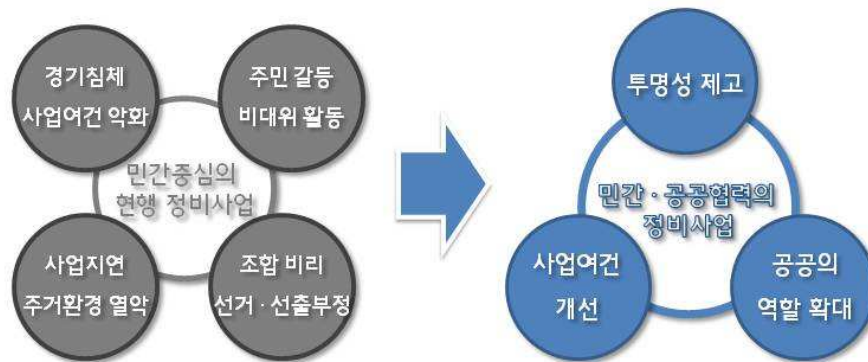 경기침체
사업여건 악화
주민 갈등
비대위 활동
민간중심의
현행 정비사업
사업지연
주거환경 열악
조합 비리
선거·선출부정
투명성 제고
민간·공공협력의
정비사업
사업여건
개선
공공의
역할 확대